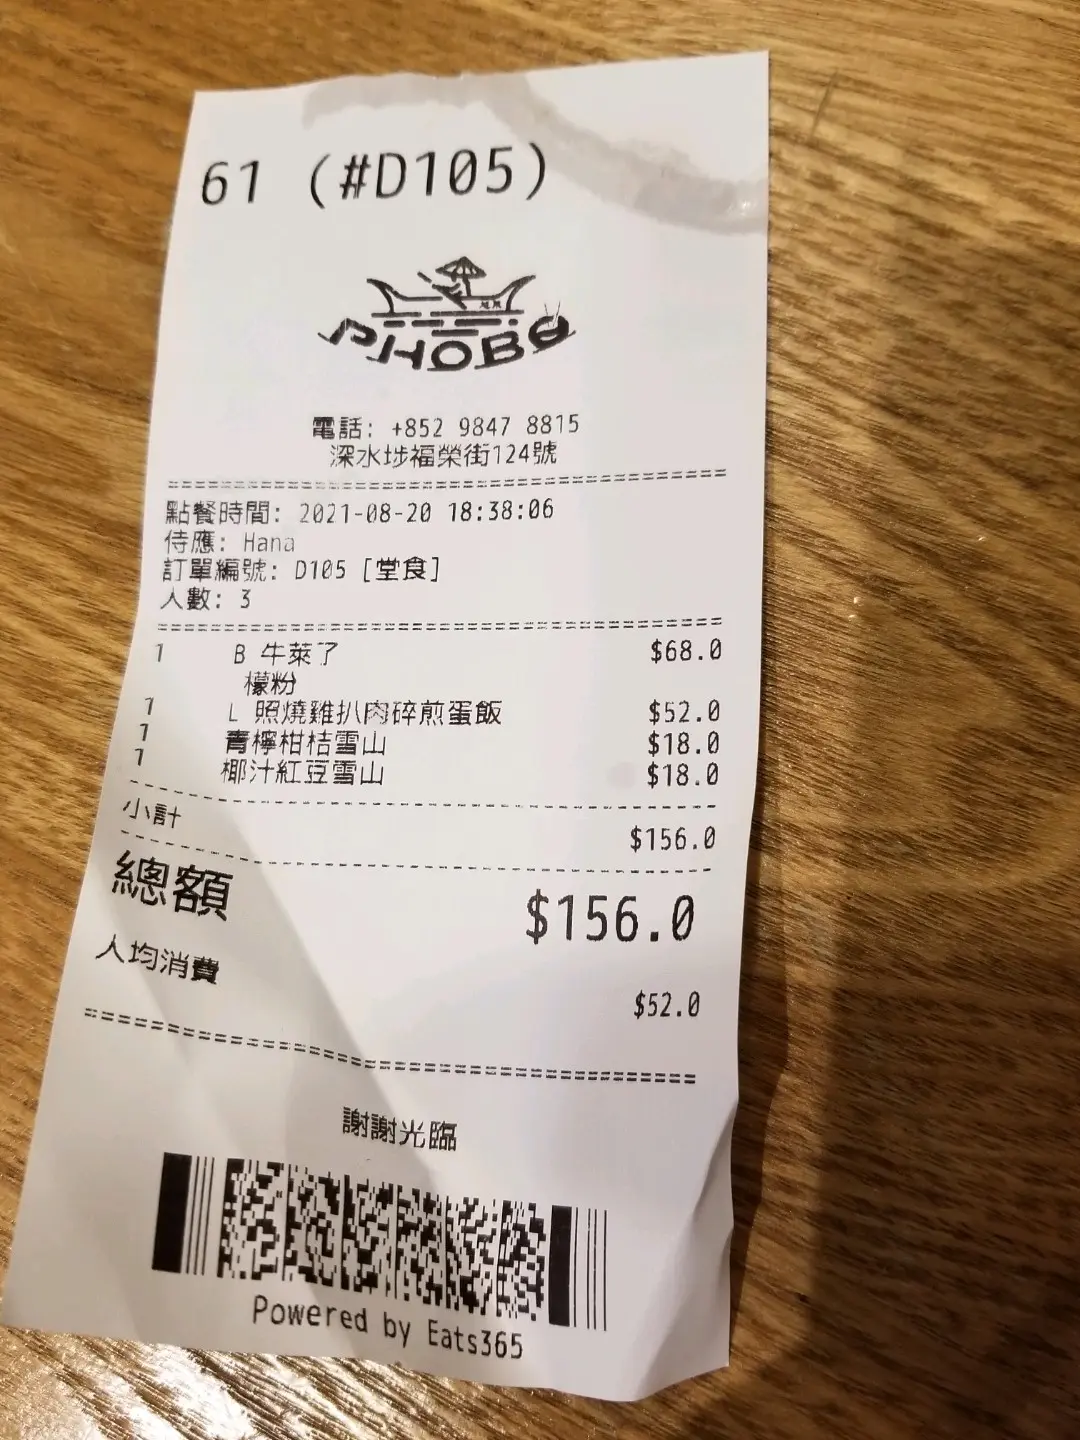 61 (#D105)
PHOBO
電話: +852 9847 8815
深水埗福榮街124號
點餐時間: 2021-08-20 18:38:06
侍應: Hana
訂單編號: D105 [堂食]
人數: 3
1 B 牛萊了 $68.0
檬粉
1 L 照燒雞扒肉碎煎蛋飯 $52.0
1 青檸柑桔雪山 $18.0
1 椰汁紅豆雪山 $18.0
小計 $156.0
總額 $156.0
人均消費 $52.0
謝謝光臨
Powered by Eats365